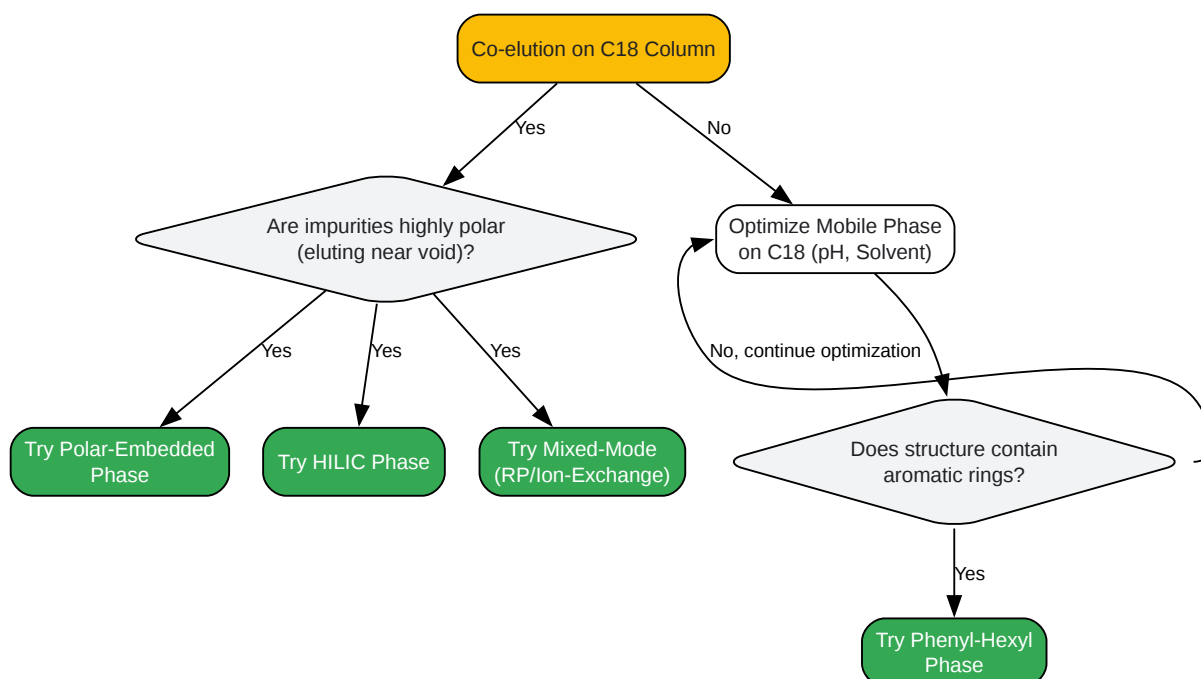 Co-elution on C18 Column
Yes
No
Are impurities highly polar
(eluting near void)?
Optimize Mobile Phase
on C18 (pH, Solvent)
Yes
Yes
Yes
No, continue optimization
Try Polar-Embedded
Phase
Try HILIC Phase
Try Mixed-Mode
(RP/Ion-Exchange)
Does structure contain
aromatic rings?
Yes
Try Phenyl-Hexyl
Phase